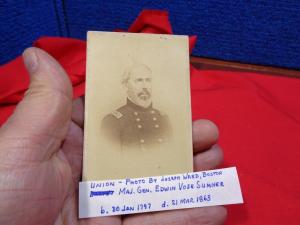 UNION - PHOTO BY JOSEPH WARD, BOSTON
MAJ. GEN. EDWIN VOSE SUMNER
b. 30 JAN 1797 d. 21 MAR 1863